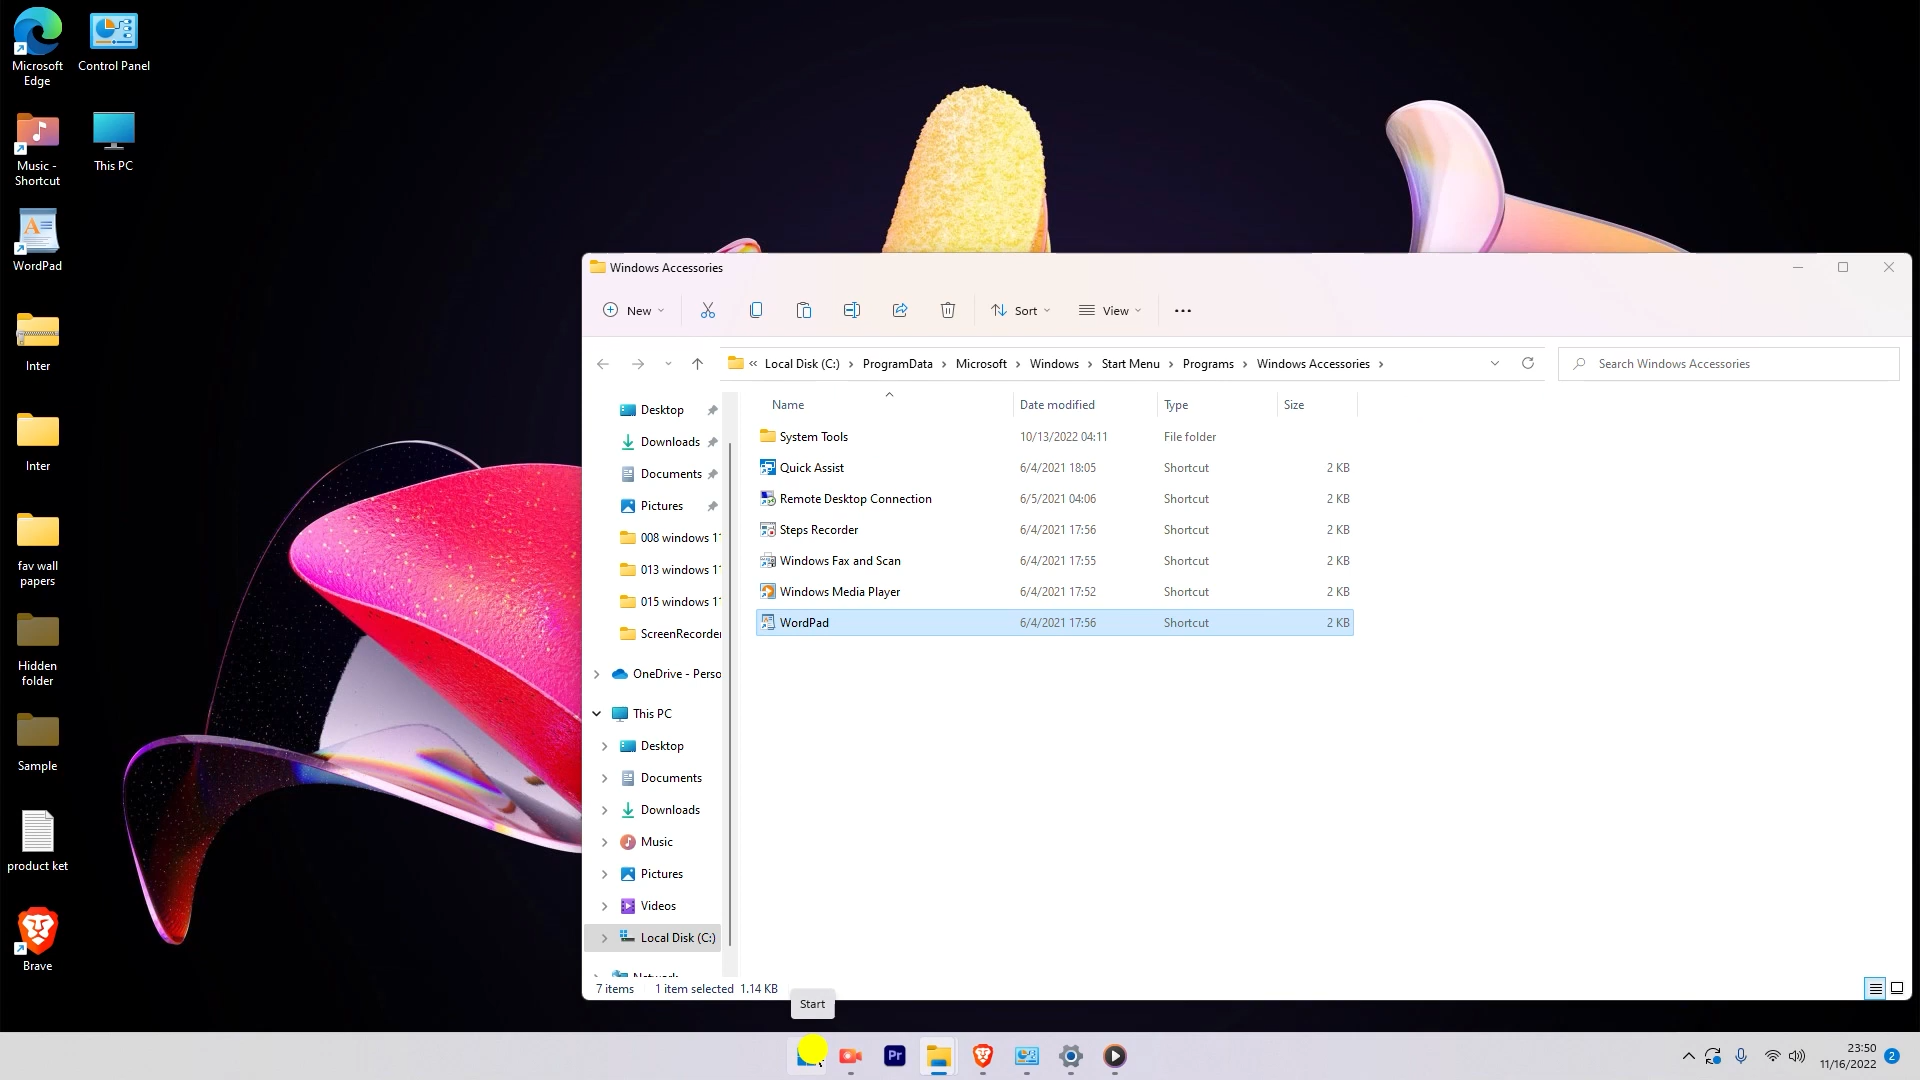 Microsoft
Edge
Control Panel
Music -
Shortcut
This PC
WordPad
Inter
Inter
fav wall
papers
Hidden
folder
Sample
product ket
Brave
Windows Accessories
New
Sort
View
« Local Disk (C:) › ProgramData › Microsoft › Windows › Start Menu › Programs › Windows Accessories ›
Search Windows Accessories
Desktop
Downloads
Documents
Pictures
008 windows 11
013 windows 11
015 windows 11
ScreenRecorder
OneDrive - Perso
This PC
Desktop
Documents
Downloads
Music
Pictures
Videos
Local Disk (C:)
Network
Name Date modified Type Size
System Tools 10/13/2022 04:11 File folder
Quick Assist 6/4/2021 18:05 Shortcut 2 KB
Remote Desktop Connection 6/5/2021 04:06 Shortcut 2 KB
Steps Recorder 6/4/2021 17:56 Shortcut 2 KB
Windows Fax and Scan 6/4/2021 17:55 Shortcut 2 KB
Windows Media Player 6/4/2021 17:52 Shortcut 2 KB
WordPad 6/4/2021 17:56 Shortcut 2 KB
7 items 1 item selected 1.14 KB
Start
Pr
23:50
11/16/2022
2